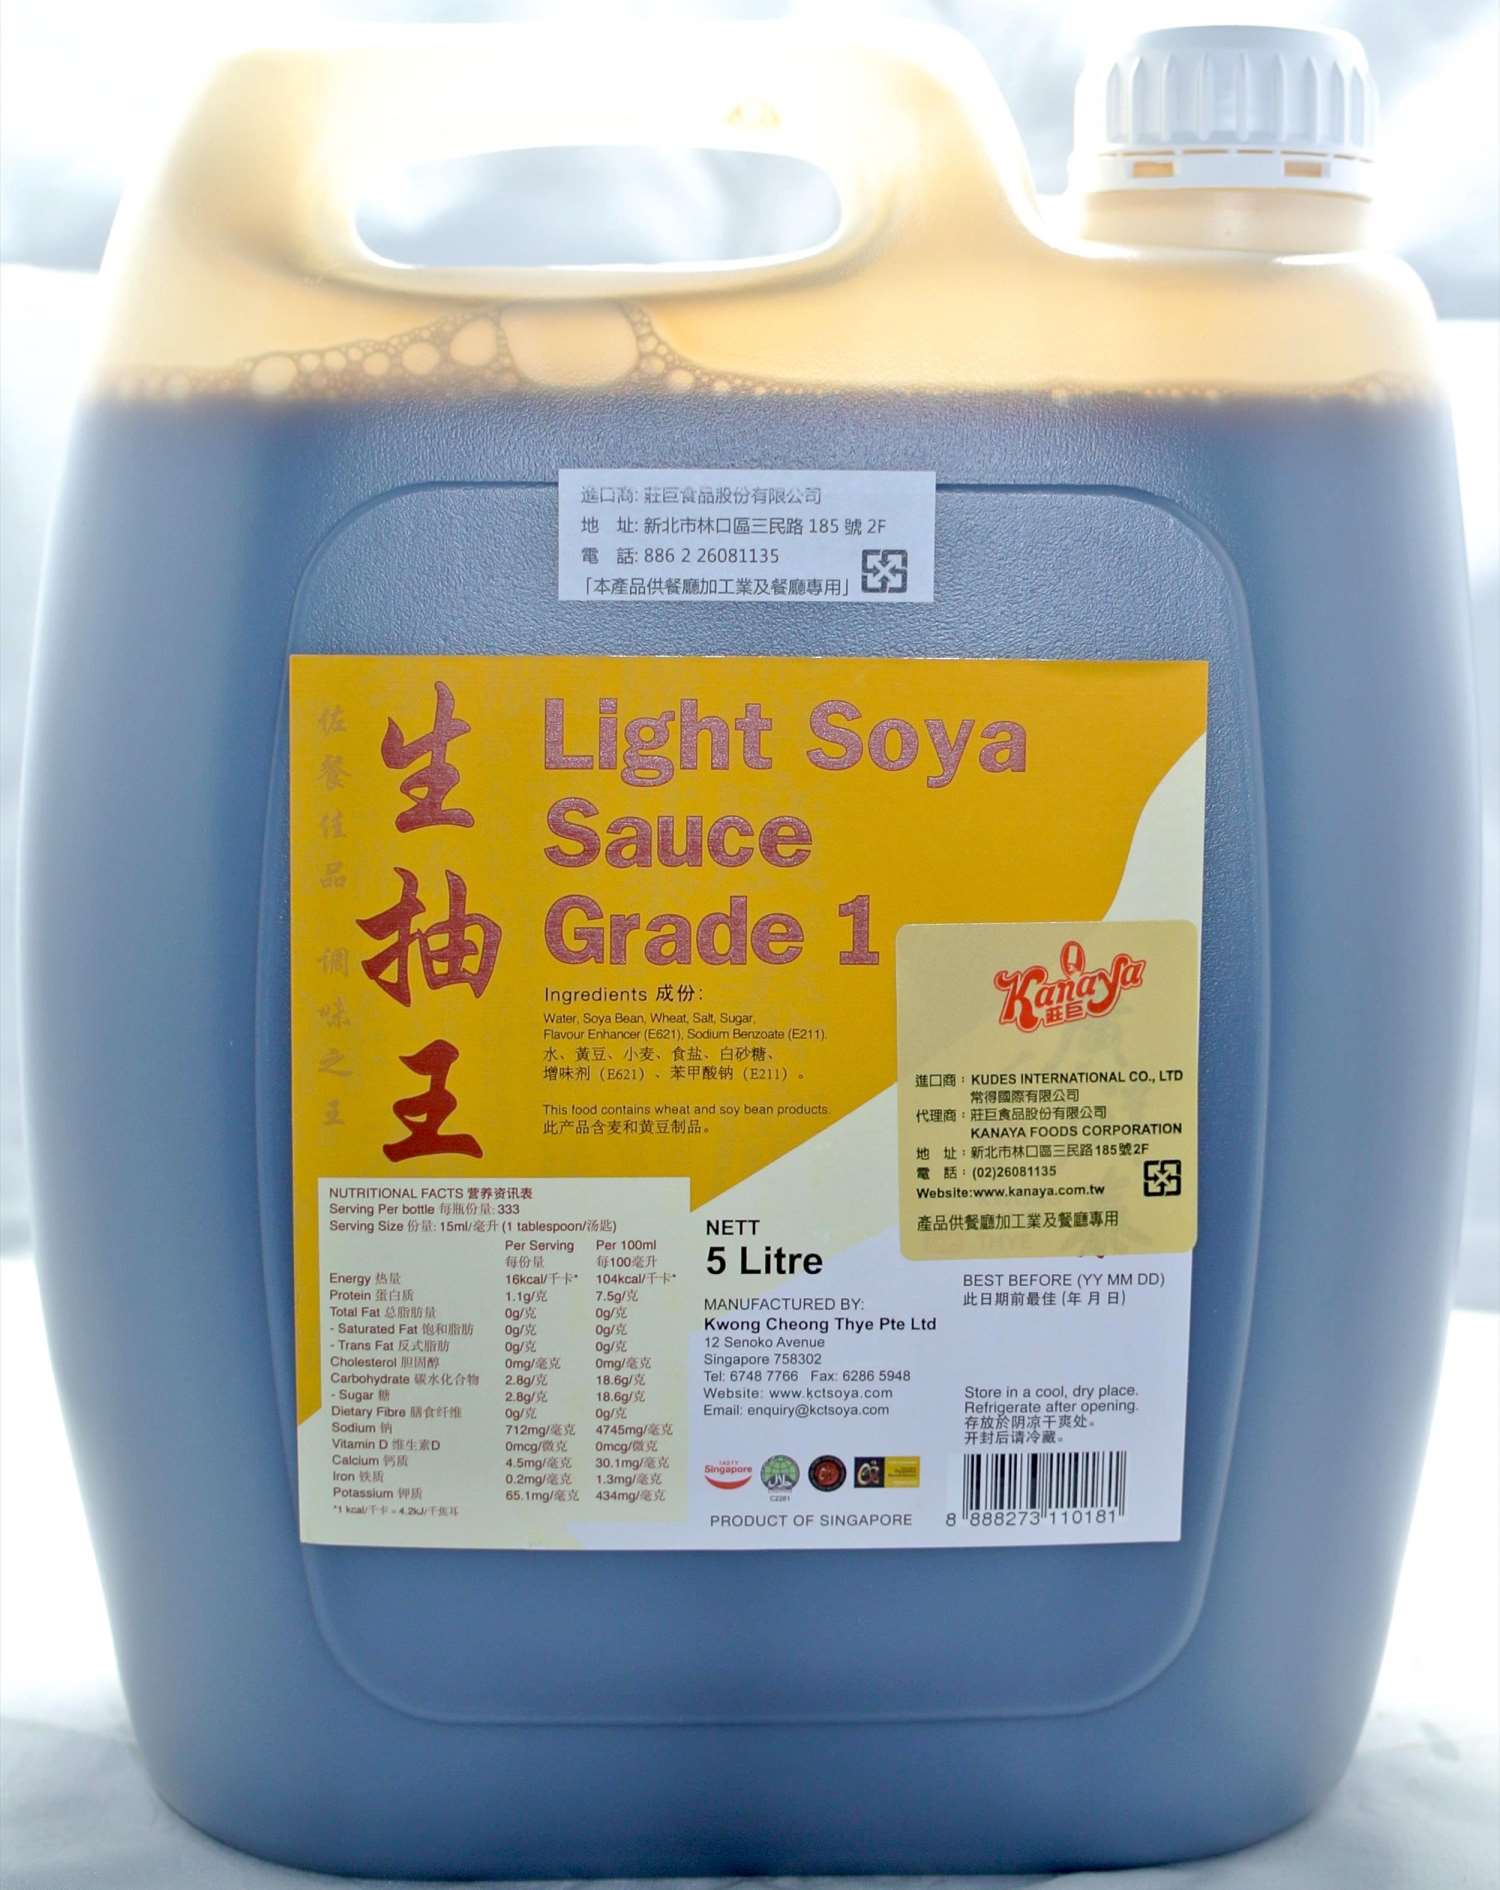 進口商: 莊巨食品股份有限公司
地 址: 新北市林口區三民路 185 號 2F
電 話: 886 2 26081135
「本產品供餐廳加工業及餐廳專用」
佐餐佳品 调味之王
生抽王
Light Soya
Sauce
Grade 1
Ingredients 成份:
Water, Soya Bean, Wheat, Salt, Sugar,
Flavour Enhancer (E621), Sodium Benzoate (E211).
水、黃豆、小麦、食盐、白砂糖、
增味剂（E621）、苯甲酸钠（E211）。
This food contains wheat and soy bean products.
此产品含麦和黄豆制品。
Kanaya
莊巨
進口商：KUDES INTERNATIONAL CO., LTD
常得國際有限公司
代理商：莊巨食品股份有限公司
KANAYA FOODS CORPORATION
地 址：新北市林口區三民路185號2F
電 話：(02)26081135
Website:www.kanaya.com.tw
產品供餐廳加工業及餐廳專用
NUTRITIONAL FACTS 营养资讯表
Serving Per bottle 每瓶份量: 333
Serving Size 份量: 15ml/毫升 (1 tablespoon/汤匙)
Per Serving Per 100ml
每份量 每100毫升
Energy 热量 16kcal/千卡* 104kcal/千卡*
Protein 蛋白质 1.1g/克 7.5g/克
Total Fat 总脂肪量 0g/克 0g/克
- Saturated Fat 饱和脂肪 0g/克 0g/克
- Trans Fat 反式脂肪 0g/克 0g/克
Cholesterol 胆固醇 0mg/毫克 0mg/毫克
Carbohydrate 碳水化合物 2.8g/克 18.6g/克
- Sugar 糖 2.8g/克 18.6g/克
Dietary Fibre 膳食纤维 0g/克 0g/克
Sodium 钠 712mg/毫克 4745mg/毫克
Vitamin D 维生素D 0mcg/微克 0mcg/微克
Calcium 钙质 4.5mg/毫克 30.1mg/毫克
Iron 铁质 0.2mg/毫克 1.3mg/毫克
Potassium 钾质 65.1mg/毫克 434mg/毫克
*1 kcal/千卡 = 4.2kJ/千焦耳
NETT
5 Litre
MANUFACTURED BY:
Kwong Cheong Thye Pte Ltd
12 Senoko Avenue
Singapore 758302
Tel: 6748 7766 Fax: 6286 5948
Website: www.kctsoya.com
Email: enquiry@kctsoya.com
TASTY
Singapore
C2281
PRODUCT OF SINGAPORE
BEST BEFORE (YY MM DD)
此日期前最佳 (年 月 日)
Store in a cool, dry place.
Refrigerate after opening.
存放於阴凉干爽处。
开封后请冷藏。
8 888273 110181